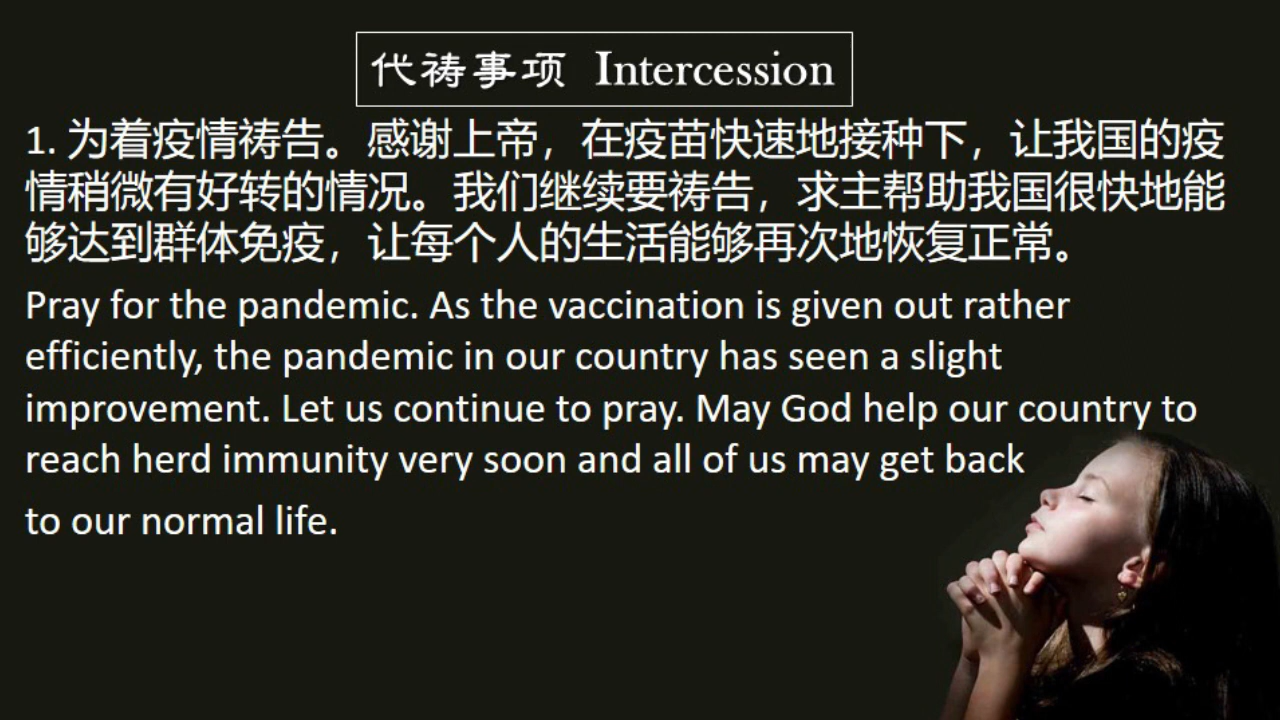 代祷事项 Intercession
1. 为着疫情祷告。感谢上帝，在疫苗快速地接种下，让我国的疫
情稍微有好转的情况。我们继续要祷告，求主帮助我国很快地能
够达到群体免疫，让每个人的生活能够再次地恢复正常。
Pray for the pandemic. As the vaccination is given out rather
efficiently, the pandemic in our country has seen a slight
improvement. Let us continue to pray. May God help our country to
reach herd immunity very soon and all of us may get back
to our normal life.